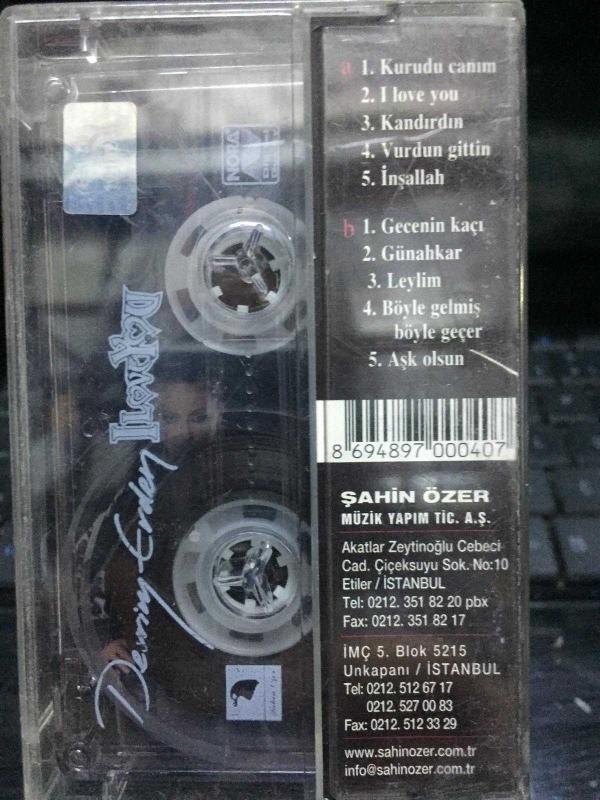 a 1. Kurudu canım
2. I love you
3. Kandırdın
4. Vurdun gittin
5. İnşallah
b 1. Gecenin kaçı
2. Günahkar
3. Leylim
4. Böyle gelmiş
böyle geçer
5. Aşk olsun
8 694897 000407
ŞAHİN ÖZER
MÜZİK YAPIM TİC. A.Ş.
Akatlar Zeytinoğlu Cebeci
Cad. Çiçeksuyu Sok. No:10
Etiler / İSTANBUL
Tel: 0212. 351 82 20 pbx
Fax: 0212. 351 82 17
İMÇ 5. Blok 5215
Unkapanı / İSTANBUL
Tel: 0212. 512 67 17
0212. 527 00 83
Fax: 0212. 512 33 29
www.sahinozer.com.tr
info@sahinozer.com.tr
NORA
Erden